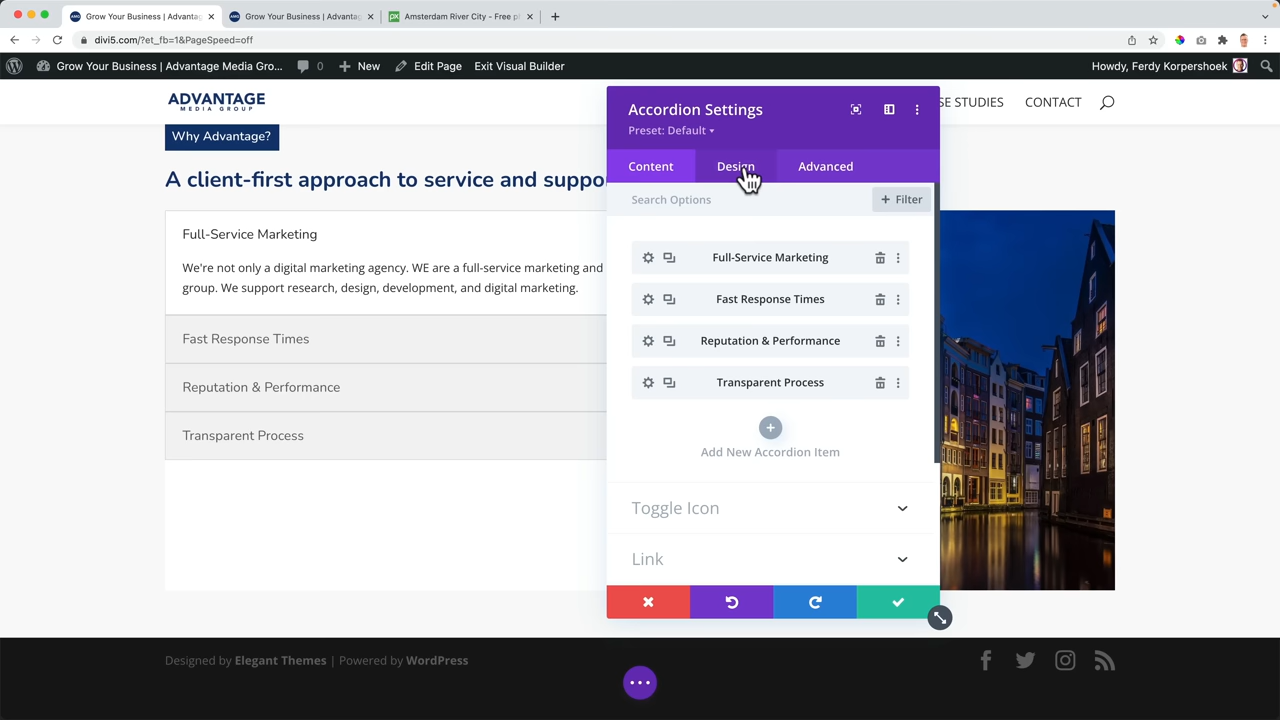 Grow Your Business | Advantag
Grow Your Business | Advantag
Amsterdam River City - Free ph
divi5.com/?et_fb=1&PageSpeed=off
Grow Your Business | Advantage Media Gro...
0
New
Edit Page
Exit Visual Builder
Howdy, Ferdy Korpershoek
ADVANTAGE
MEDIA GROUP
SE STUDIES
CONTACT
Why Advantage?
A client-first approach to service and suppo
Full-Service Marketing
We're not only a digital marketing agency. WE are a full-service marketing and
group. We support research, design, development, and digital marketing.
Fast Response Times
Reputation & Performance
Transparent Process
Accordion Settings
Preset: Default
Content
Design
Advanced
Search Options
+ Filter
Full-Service Marketing
Fast Response Times
Reputation & Performance
Transparent Process
Add New Accordion Item
Toggle Icon
Link
Designed by Elegant Themes | Powered by WordPress